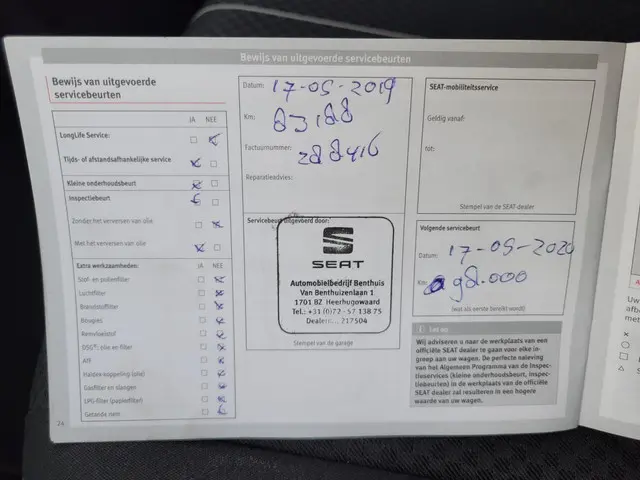 Bewijs van uitgevoerde servicebeurten
Bewijs van uitgevoerde
servicebeurten
JA NEE
LongLife Service:
Tijds- of afstandsafhankelijke service
Kleine onderhoudsbeurt
Inspectiebeurt
Zonder het verversen van olie
Met het verversen van olie
Extra werkzaamheden: JA NEE
Stof- en pollenfilter
Luchtfilter
Brandstoffilter
Bougies
Remvloeistof
DSG®: olie en filter
ATF
Haldex-koppeling (olie)
Gasfilter en slangen
LPG-filter (papierfilter)
Getande riem
24
Datum: 17-05-2019
Km: 83188
Factuurnummer:
288416
Reparatieadvies:
Servicebeurt uitgevoerd door:
SEAT
Automobielbedrijf Benthuis
Van Benthuizenlaan 1
1701 BZ Heerhugowaard
Tel.: +31 (0)72 - 57 138 75
217504
Stempel van de garage
SEAT-mobiliteitsservice
Geldig vanaf:
tot:
Stempel van de SEAT dealer
Volgende servicebeurt
Datum: 17-05-2020
Km: 98.000
(wat als eerste bereikt wordt)
Let op
Wij adviseren u naar de werkplaats van een
officiële SEAT dealer te gaan voor elke in-
greep aan uw wagen. De perfecte naleving
van het Algemeen Programma van de Inspec-
tieservices (kleine onderhoudsbeurt, inspec-
tiebeurten) in de werkplaats van de officiële
SEAT dealer zal resulteren in een hogere
waarde van uw wagen.